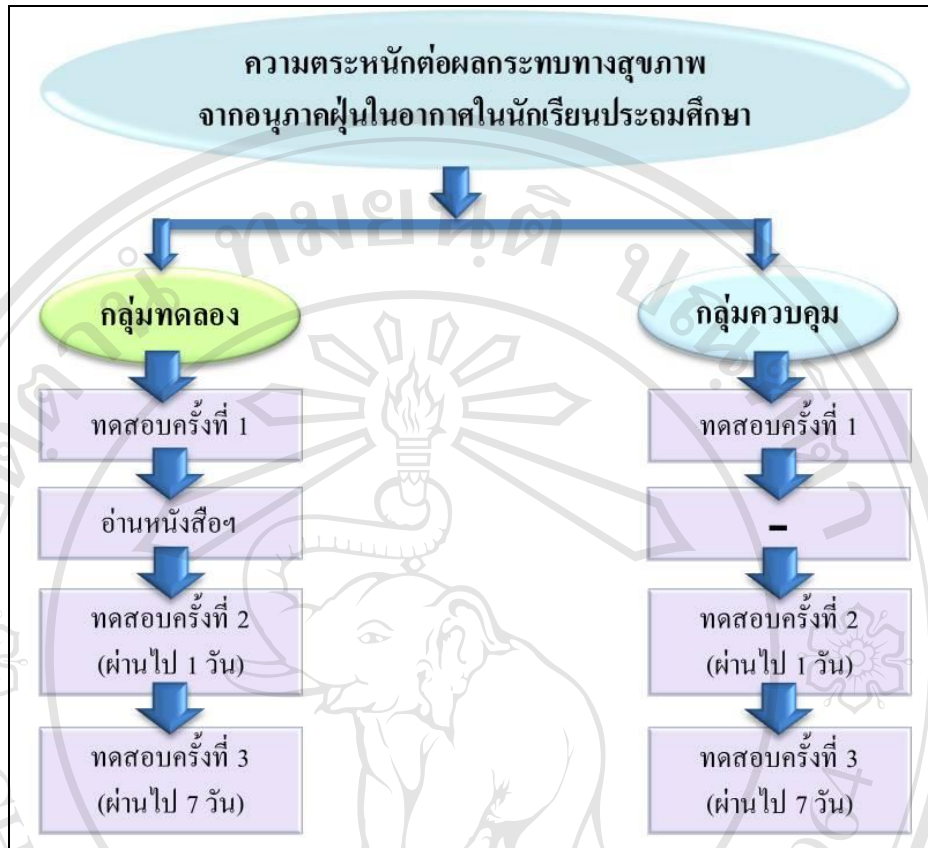 ความตระหนักต่อผลกระทบทางสุขภาพ
จากอนุภาคฝุ่นในอากาศในนักเรียนประถมศึกษา
กลุ่มทดลอง
ทดสอบครั้งที่ 1
อ่านหนังสือฯ
ทดสอบครั้งที่ 2
(ผ่านไป 1 วัน)
ทดสอบครั้งที่ 3
(ผ่านไป 7 วัน)
กลุ่มควบคุม
ทดสอบครั้งที่ 1
-
ทดสอบครั้งที่ 2
(ผ่านไป 1 วัน)
ทดสอบครั้งที่ 3
(ผ่านไป 7 วัน)